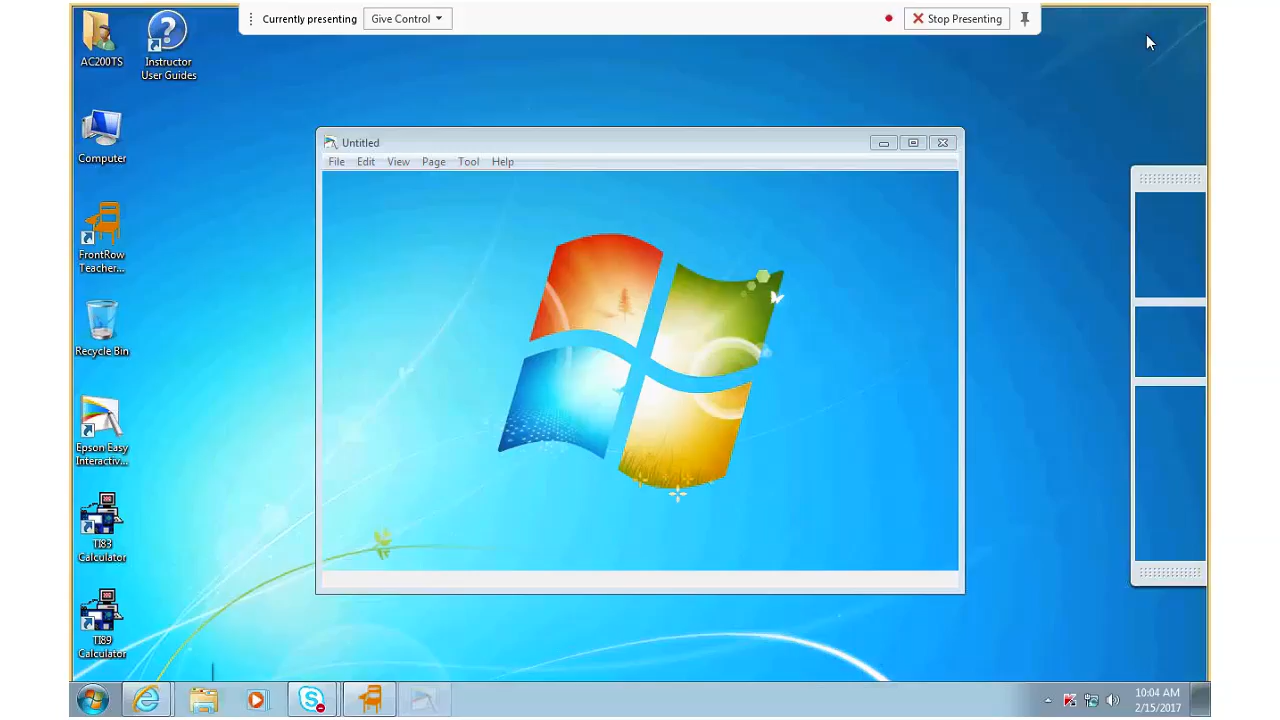 Currently presenting
Give Control
Stop Presenting
AC200TS
Instructor
User Guides
Computer
FrontRow
Teacher...
Recycle Bin
Epson Easy
Interactiv...
TI83
Calculator
TI89
Calculator
Untitled
File Edit View Page Tool Help
10:04 AM
2/15/2017